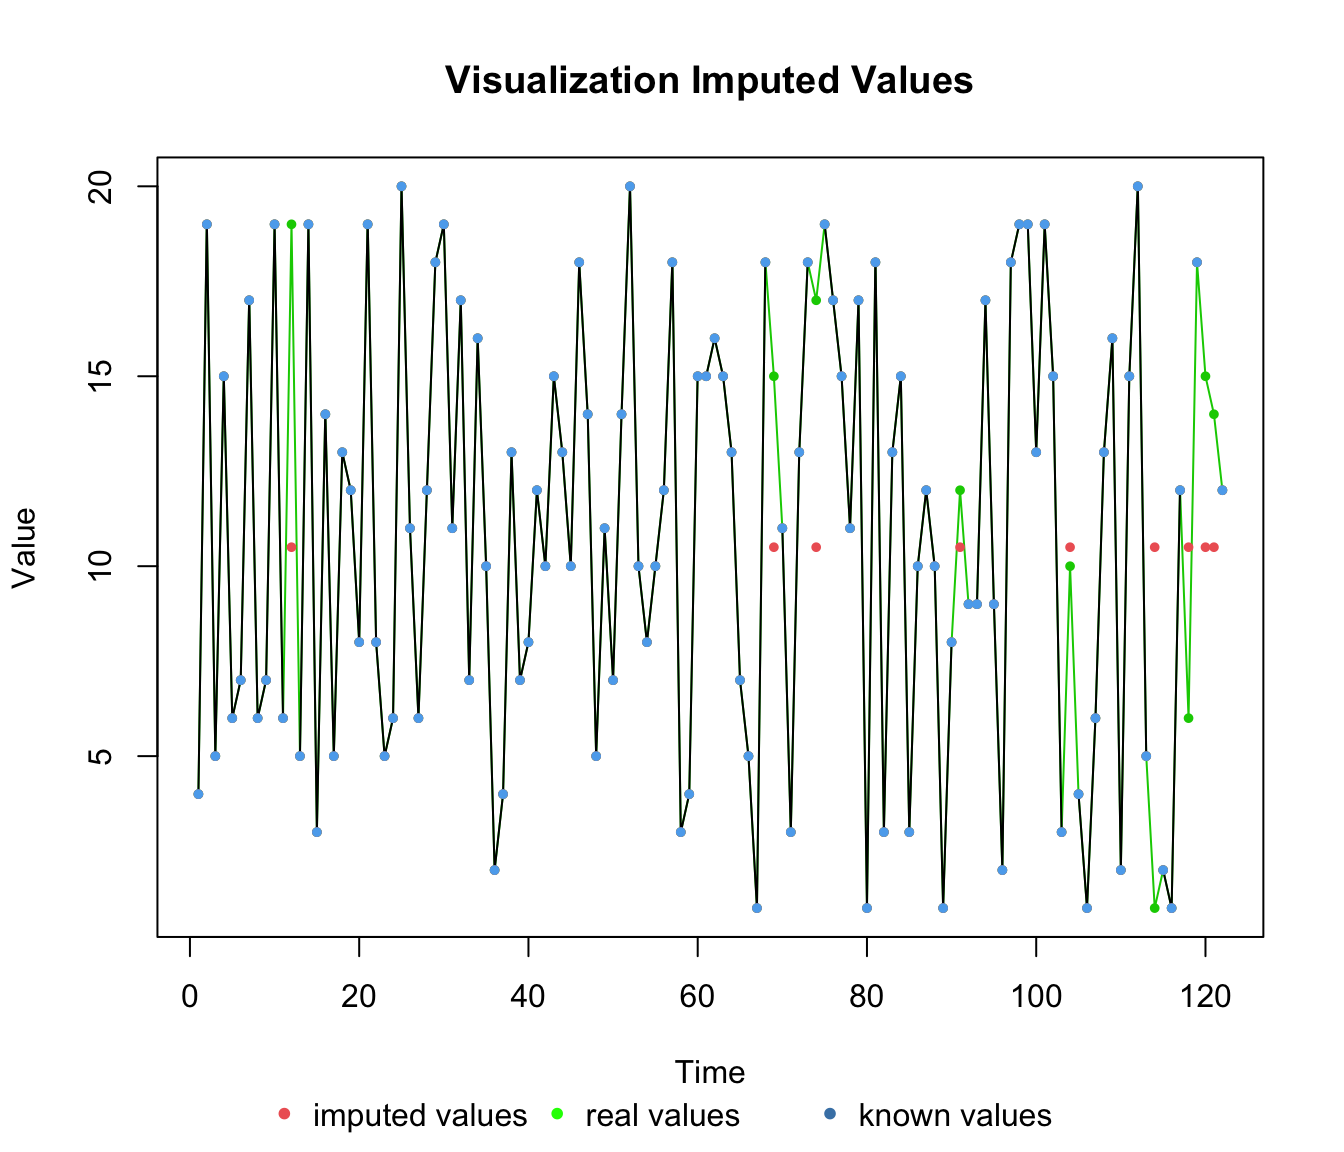 Visualization Imputed Values
Value
20
15
10
5
0 20 40 60 80 100 120
Time
imputed values real values known values